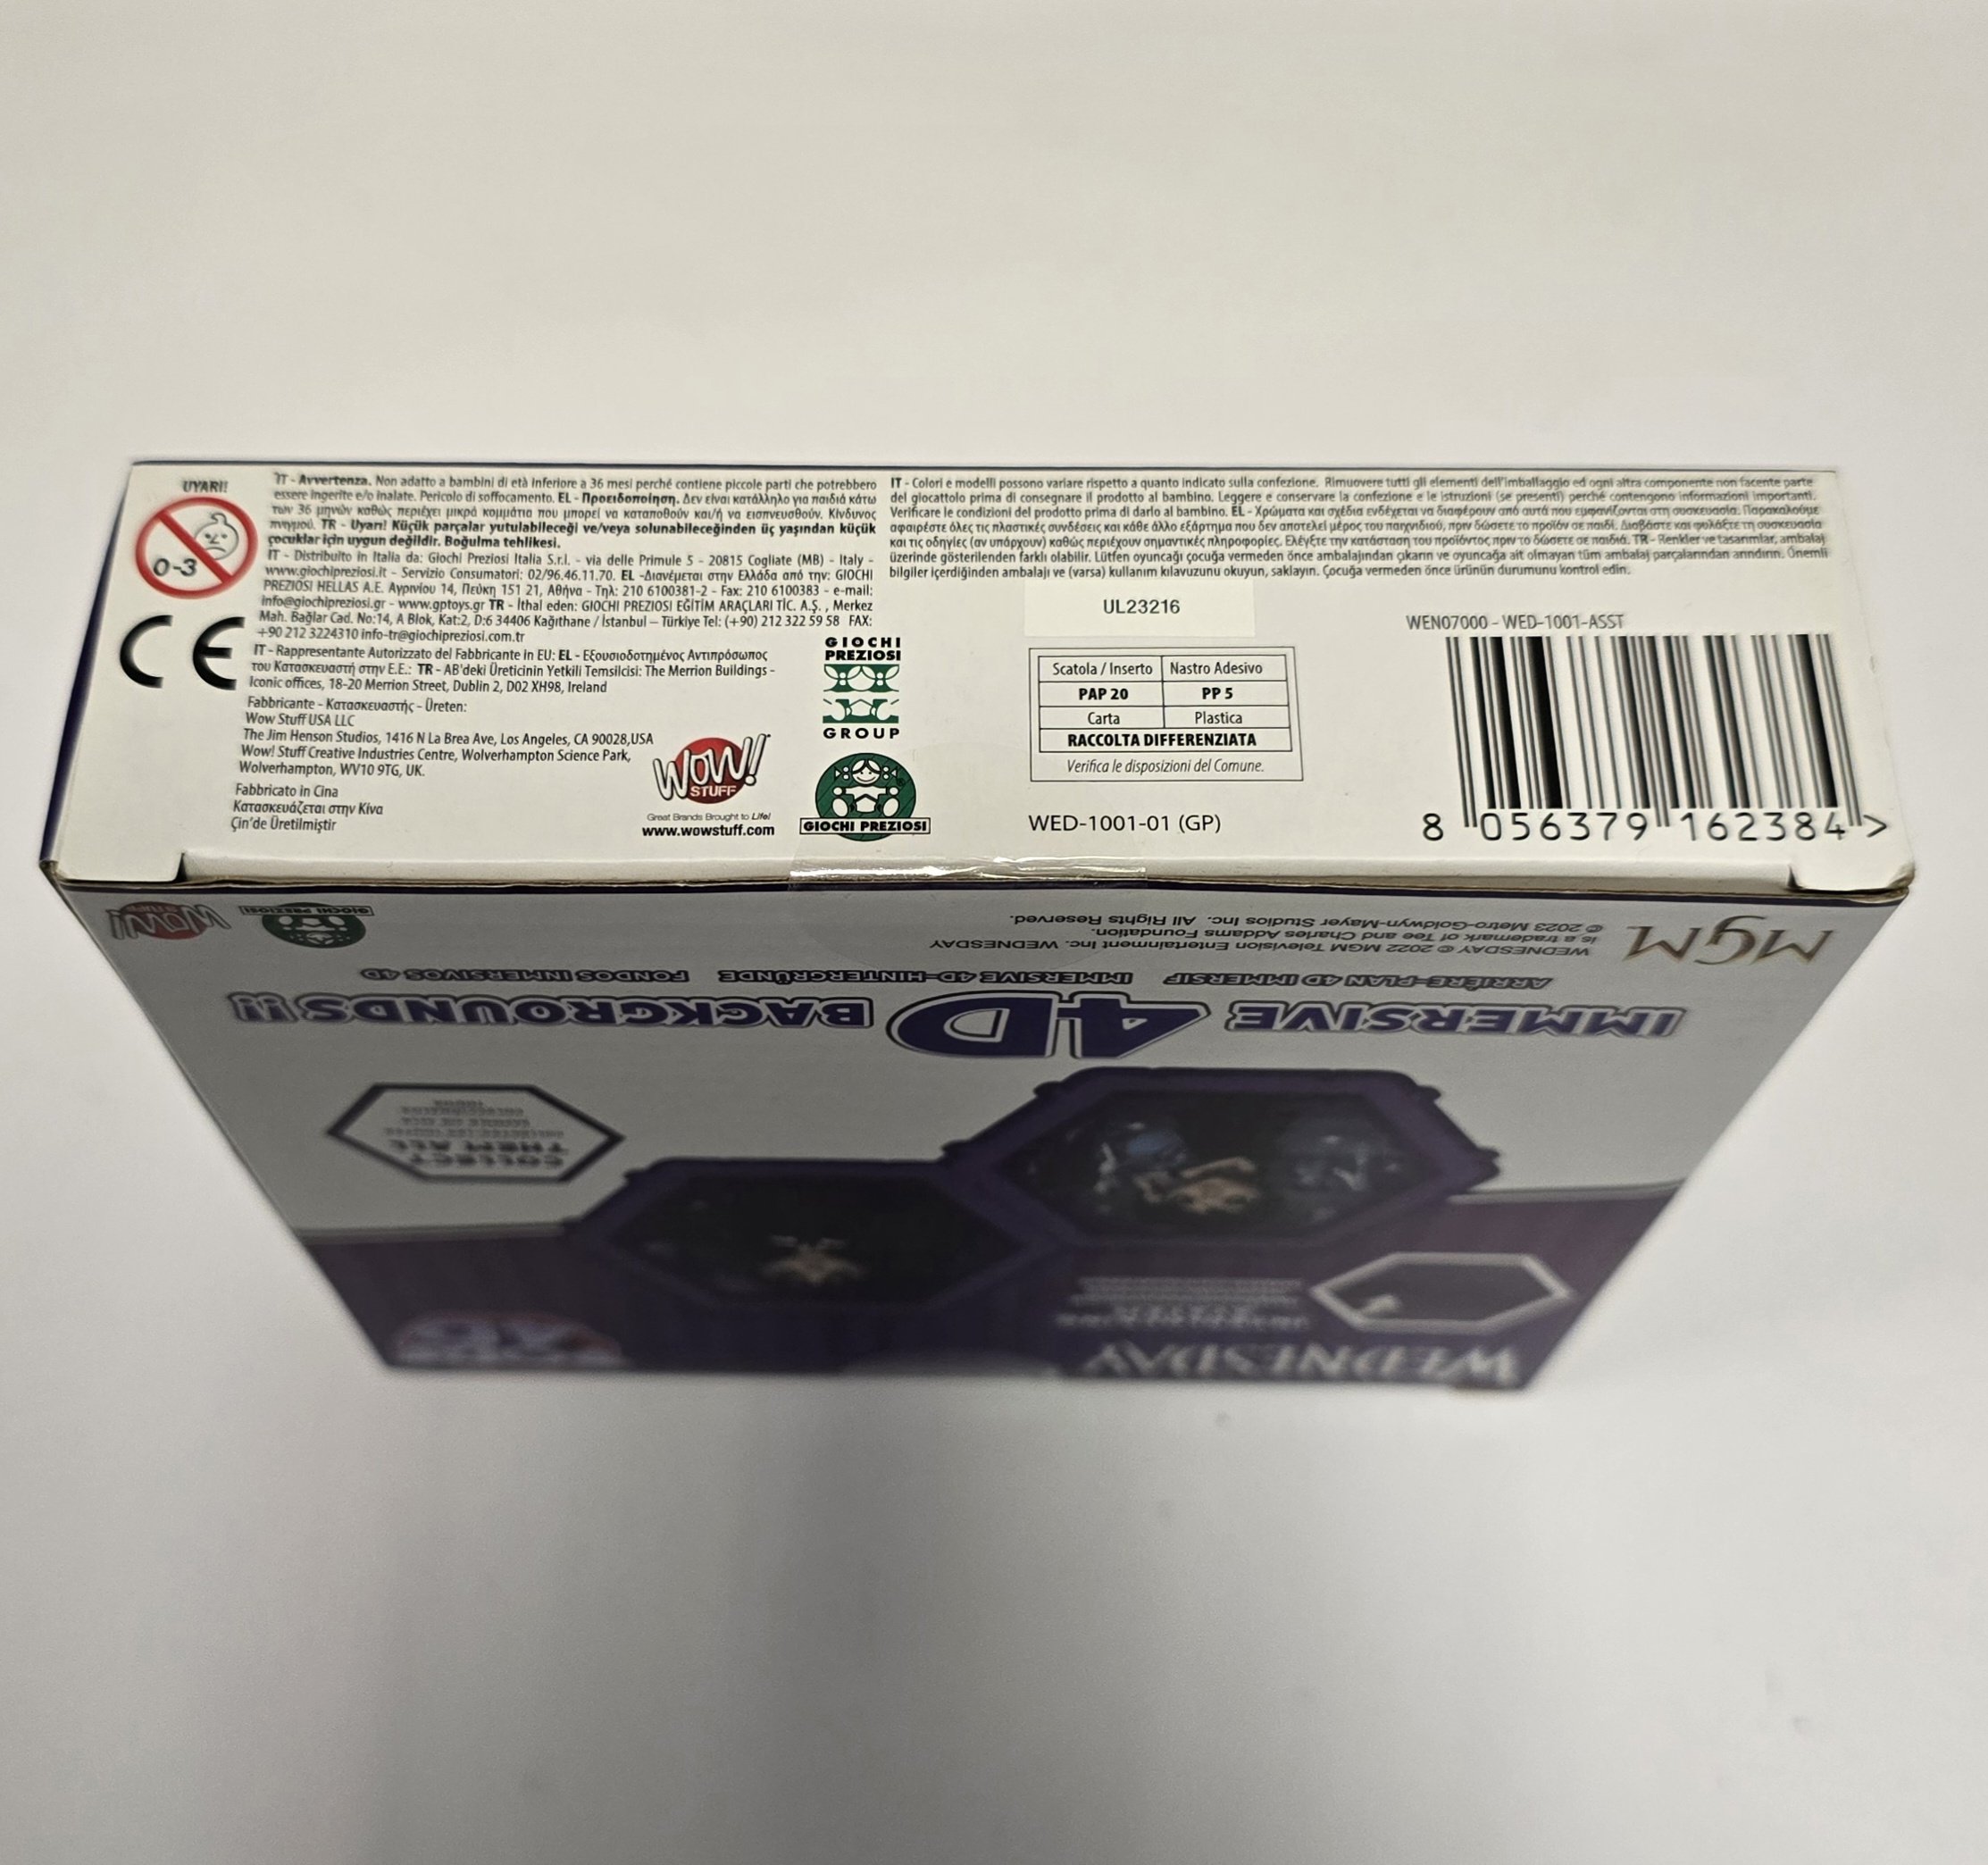 UYARI!
0-3
IT - Avvertenza. Non adatto a bambini di età inferiore a 36 mesi perché contiene piccole parti che potrebbero
essere ingerite e/o inalate. Pericolo di soffocamento. EL - Προειδοποίηση. Δεν είναι κατάλληλο για παιδιά κάτω
των 36 μηνών καθώς περιέχει μικρά κομμάτια που μπορεί να καταποθούν και/ή να εισπνευσθούν. Κίνδυνος
πνιγμού. TR - Uyarı! Küçük parçalar yutulabileceği ve/veya solunabileceğinden üç yaşından küçük
çocuklar için uygun değildir. Boğulma tehlikesi.
IT - Distribuito in Italia da: Giochi Preziosi Italia S.r.l. - via delle Primule 5 - 20815 Cogliate (MB) - Italy -
www.giochipreziosi.it - Servizio Consumatori: 02/96.46.11.70. EL -Διανέμεται στην Ελλάδα από την: GIOCHI
PREZIOSI HELLAS A.E. Αγρινίου 14, Πεύκη 151 21, Αθήνα - Τηλ: 210 6100381-2 - Fax: 210 6100383 - e-mail:
info@giochipreziosi.gr - www.gptoys.gr TR - İthal eden: GIOCHI PREZIOSI EĞİTİM ARAÇLARI TİC. A.Ş. , Merkez
Mah. Bağlar Cad. No:14, A Blok, Kat:2, D:6 34406 Kağıthane / İstanbul – Türkiye Tel: (+90) 212 322 59 58 FAX:
+90 212 3224310 info-tr@giochipreziosi.com.tr
CE
IT - Rappresentante Autorizzato del Fabbricante in EU: EL - Εξουσιοδοτημένος Αντιπρόσωπος
του Κατασκευαστή στην Ε.Ε.: TR - AB'deki Üreticinin Yetkili Temsilcisi: The Merrion Buildings -
Iconic offices, 18-20 Merrion Street, Dublin 2, D02 XH98, Ireland
Fabbricante - Κατασκευαστής - Üreten:
Wow Stuff USA LLC
The Jim Henson Studios, 1416 N La Brea Ave, Los Angeles, CA 90028,USA
Wow! Stuff Creative Industries Centre, Wolverhampton Science Park,
Wolverhampton, WV10 9TG, UK.
Fabbricato in Cina
Κατασκευάζεται στην Κίνα
Çin'de Üretilmiştir
WOW!!
STUFF
Great Brands Brought to Life!
www.wowstuff.com
GIOCHI
PREZIOSI
GROUP
GIOCHI PREZIOSI
IT - Colori e modelli possono variare rispetto a quanto indicato sulla confezione. Rimuovere tutti gli elementi dell'imballaggio ed ogni altra componente non facente parte
del giocattolo prima di consegnare il prodotto al bambino. Leggere e conservare la confezione e le istruzioni (se presenti) perché contengono informazioni importanti.
Verificare le condizioni del prodotto prima di darlo al bambino. EL - Χρώματα και σχέδια ενδέχεται να διαφέρουν από αυτά που εμφανίζονται στη συσκευασία. Παρακαλούμε
αφαιρέστε όλες τις πλαστικές συνδέσεις και κάθε άλλο εξάρτημα που δεν αποτελεί μέρος του παιχνιδιού, πριν δώσετε το προϊόν σε παιδί. Διαβάστε και φυλάξτε τη συσκευασία
και τις οδηγίες (αν υπάρχουν) καθώς περιέχουν σημαντικές πληροφορίες. Ελέγξτε την κατάσταση του προϊόντος πριν το δώσετε σε παιδιά. TR - Renkler ve tasarımlar, ambalaj
üzerinde gösterilenden farklı olabilir. Lütfen oyuncağı çocuğa vermeden önce ambalajından çıkarın ve oyuncağa ait olmayan tüm ambalaj parçalarından arındırın. Önemli
bilgiler içerdiğinden ambalajı ve (varsa) kullanım kılavuzunu okuyun, saklayın. Çocuğa vermeden önce ürünün durumunu kontrol edin.
UL23216
Scatola / Inserto Nastro Adesivo
PAP 20 PP 5
Carta Plastica
RACCOLTA DIFFERENZIATA
Verifica le disposizioni del Comune.
WED-1001-01 (GP)
WEN07000 - WED-1001-ASST
8 056379 162384 >
WEDNESDAY
COLLECT
THEM ALL
IMMERSIVE 4D BACKGROUNDS!!
ARRIÈRE-PLAN 4D IMMERSIF IMMERSIVE 4D-HINTERGRÜNDE FONDOS INMERSIVOS 4D
MGM
WEDNESDAY © 2022 MGM Television Entertainment Inc. WEDNESDAY
is a trademark of Tee and Charles Addams Foundation.
© 2023 Metro-Goldwyn-Mayer Studios Inc. All Rights Reserved.
GIOCHI PREZIOSI
WOW!